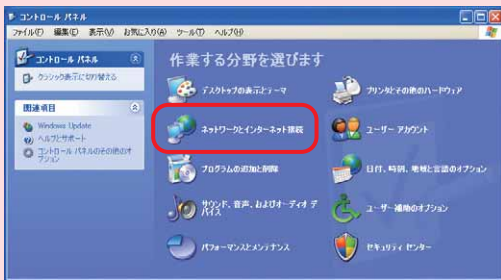 コントロール パネル
ファイル(F) 編集(E) 表示(V) お気に入り(A) ツール(T) ヘルプ(H)
コントロール パネル
クラシック表示に切り替える
関連項目
Windows Update
ヘルプとサポート
コントロール パネルのその他のオ
プション
作業する分野を選びます
デスクトップの表示とテーマ
プリンタとその他のハードウェア
ネットワークとインターネット接続
ユーザー アカウント
プログラムの追加と削除
日付、時刻、地域と言語のオプション
サウンド、音声、およびオーディオ デ
バイス
ユーザー補助のオプション
パフォーマンスとメンテナンス
セキュリティ センター